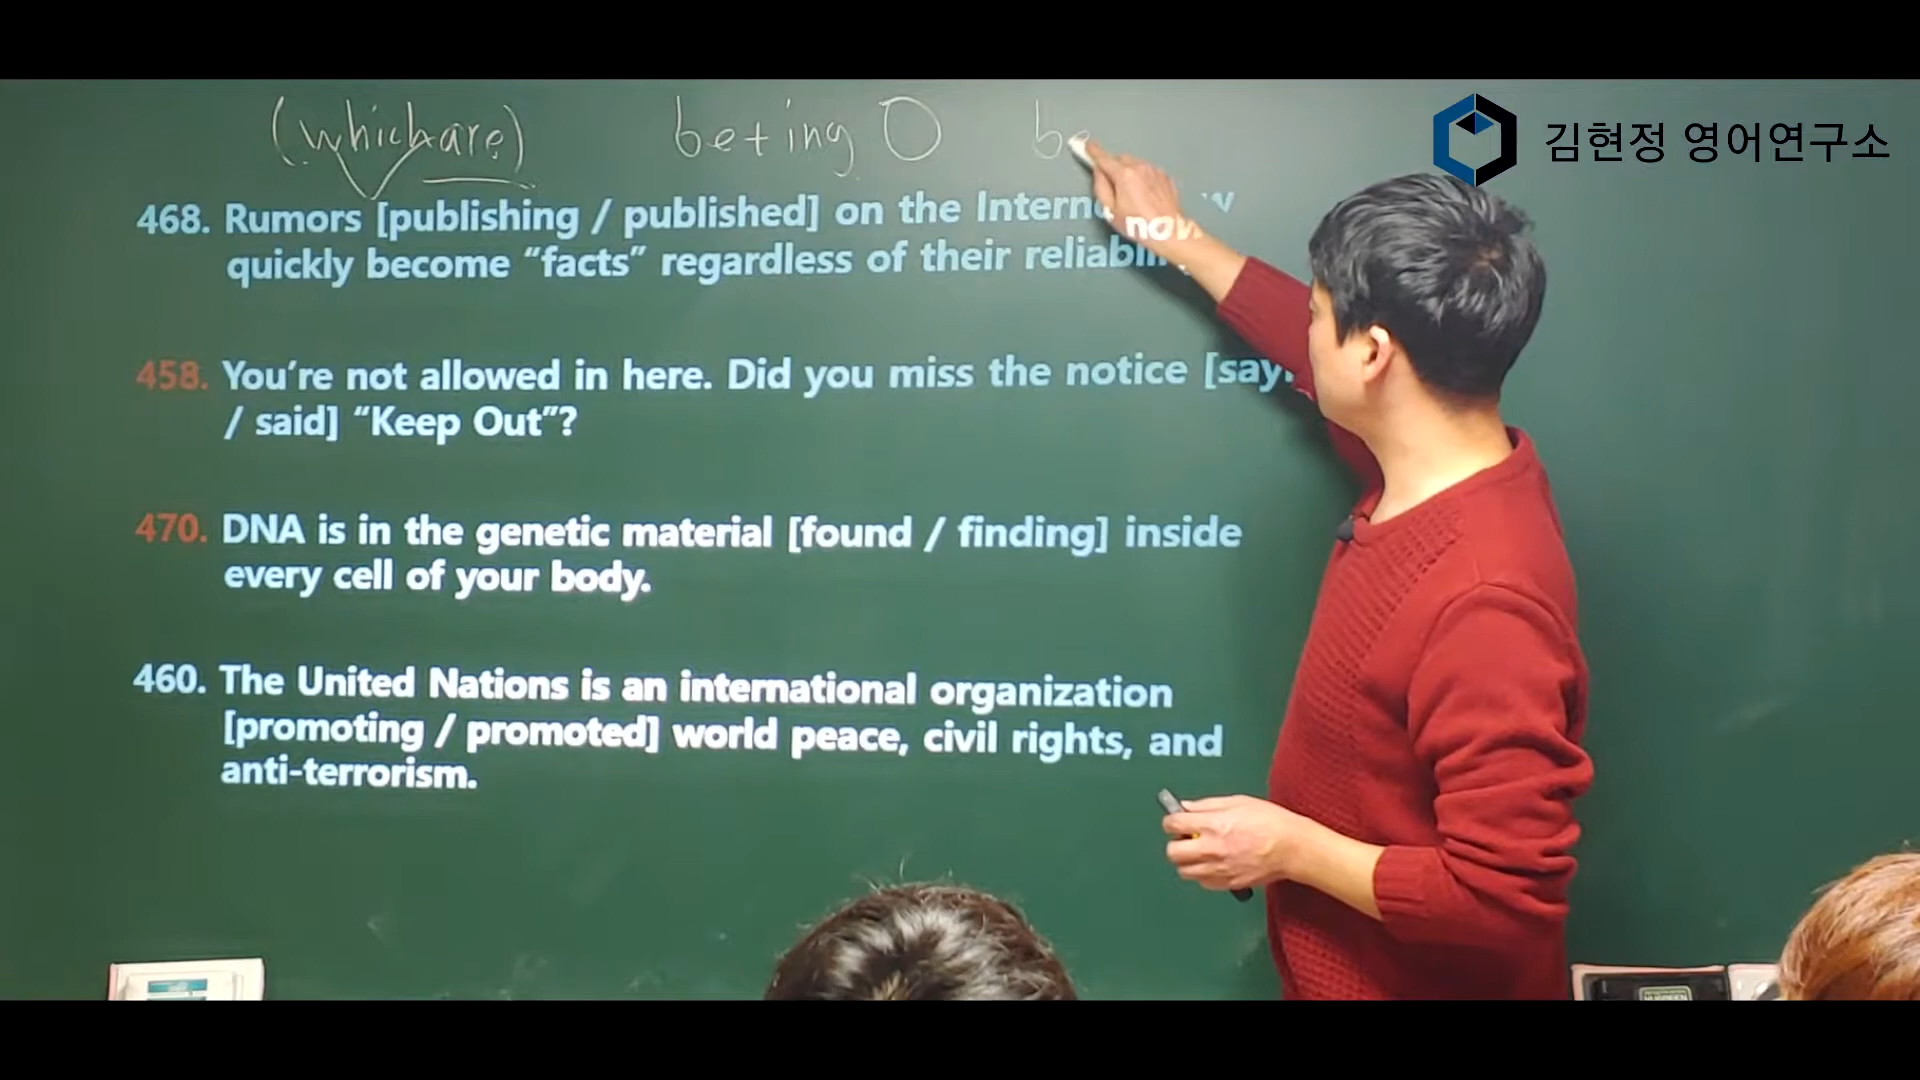 (which are) be+ing O be
김현정 영어연구소
468. Rumors [publishing / published] on the now
quickly become “facts” regardless of their
458. You’re not allowed in here. Did you miss the notice
/ said] “Keep Out”?
470. DNA is in the genetic material [found / finding] inside
every cell of your body.
460. The United Nations is an international organization
[promoting / promoted] world peace, civil rights, and
anti-terrorism.